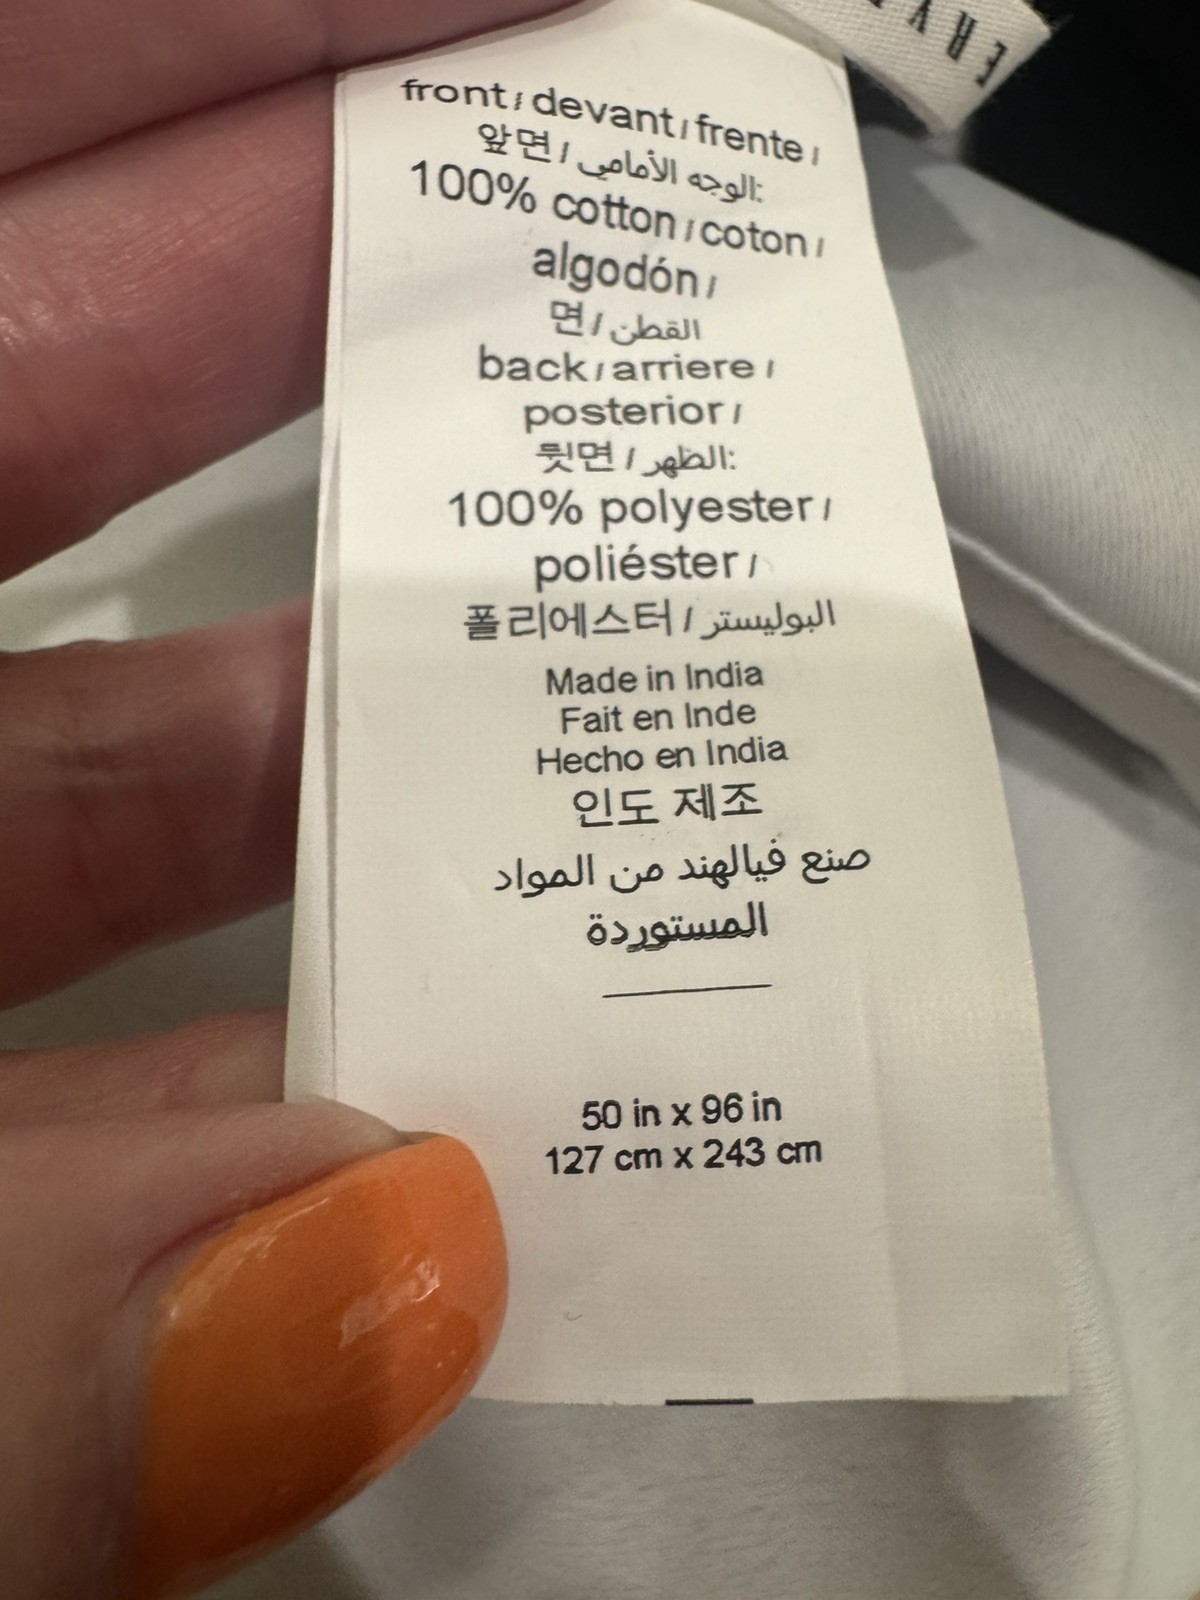 front / devant / frente /
앞면 / الوجه الأمامي:
100% cotton / coton /
algodón /
면 / القطن
back / arriere /
posterior /
뒷면 / الظهر:
100% polyester /
poliéster /
폴리에스터 / البوليستر
Made in India
Fait en Inde
Hecho en India
인도 제조
صنع فيالهند من المواد
المستوردة
50 in x 96 in
127 cm x 243 cm